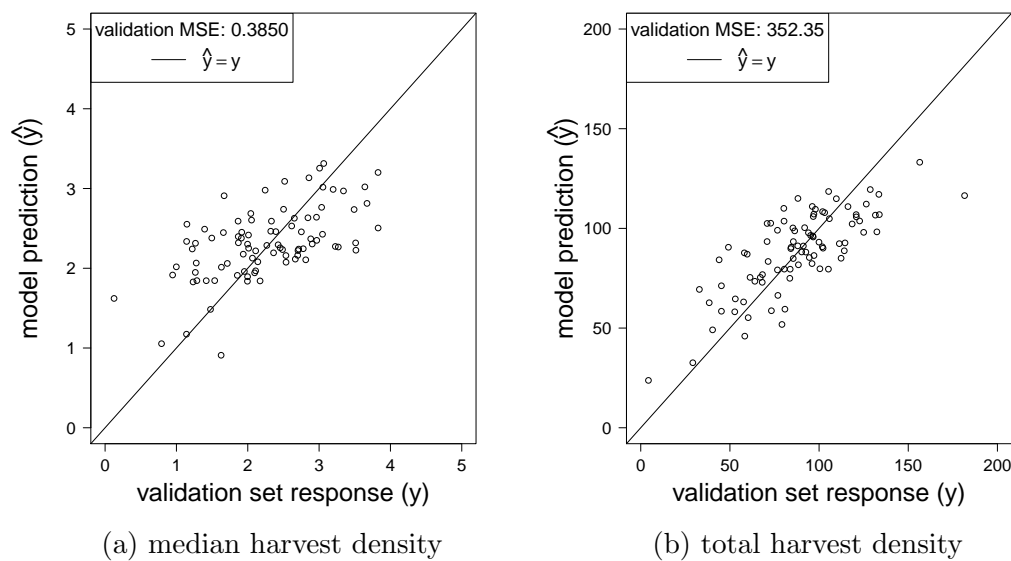 validation MSE: 0.3850
ŷ = y
5
4
3
2
1
0
model prediction (ŷ)
0 1 2 3 4 5
validation set response (y)
(a) median harvest density
validation MSE: 352.35
ŷ = y
200
150
100
50
0
model prediction (ŷ)
0 50 100 150 200
validation set response (y)
(b) total harvest density